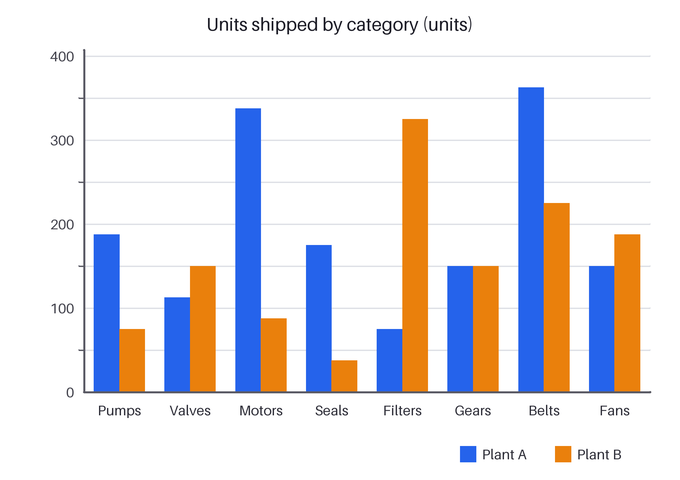 Units shipped by category (units)
400
300
200
100
0
Pumps Valves Motors Seals Filters Gears Belts Fans
Plant A Plant B